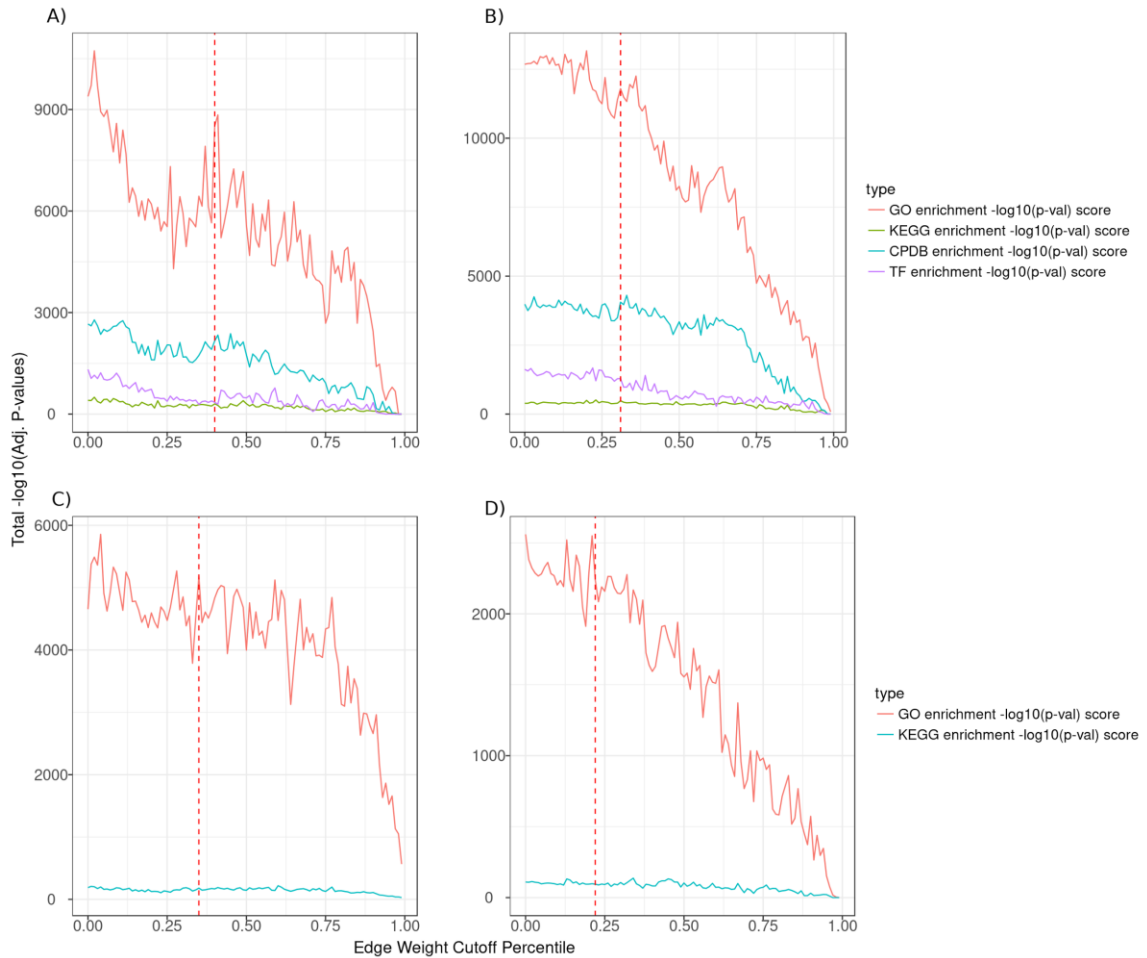 A)
B)
9000
6000
3000
0
0.00 0.25 0.50 0.75 1.00
10000
5000
0
0.00 0.25 0.50 0.75 1.00
type
GO enrichment -log10(p-val) score
KEGG enrichment -log10(p-val) score
CPDB enrichment -log10(p-val) score
TF enrichment -log10(p-val) score
Total -log10(Adj. P-values)
C)
D)
6000
4000
2000
0
0.00 0.25 0.50 0.75 1.00
2000
1000
0
0.00 0.25 0.50 0.75 1.00
type
GO enrichment -log10(p-val) score
KEGG enrichment -log10(p-val) score
Edge Weight Cutoff Percentile